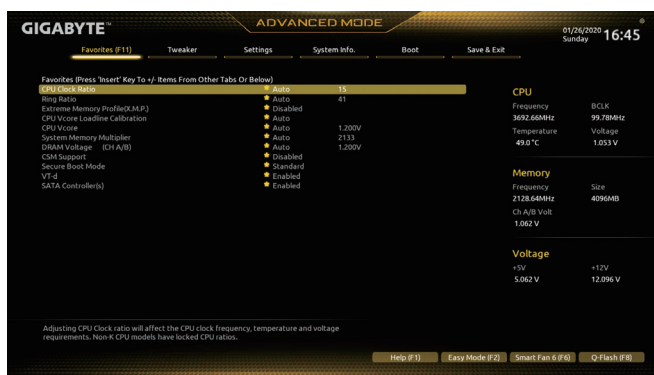 GIGABYTE™
ADVANCED MODE
01/26/2020
Sunday
16:45
Favorites (F11) Tweaker Settings System Info. Boot Save & Exit
Favorites (Press 'Insert' Key To +/- Items From Other Tabs Or Below)
CPU Clock Ratio Auto 15
Ring Ratio Auto 41
Extreme Memory Profile(X.M.P.) Disabled
CPU Vcore Loadline Calibration Auto
CPU Vcore Auto 1.200V
System Memory Multiplier Auto 2133
DRAM Voltage (CH A/B) Auto 1.200V
CSM Support Disabled
Secure Boot Mode Standard
VT-d Enabled
SATA Controller(s) Enabled
CPU
Frequency BCLK
3692.66MHz 99.78MHz
Temperature Voltage
49.0°C 1.053 V
Memory
Frequency Size
2128.64MHz 4096MB
Ch A/B Volt
1.062 V
Voltage
+5V +12V
5.062 V 12.096 V
Adjusting CPU Clock ratio will affect the CPU clock frequency, temperature and voltage
requirements. Non-K CPU models have locked CPU ratios.
Help (F1) Easy Mode (F2) Smart Fan 6 (F6) Q-Flash (F8)